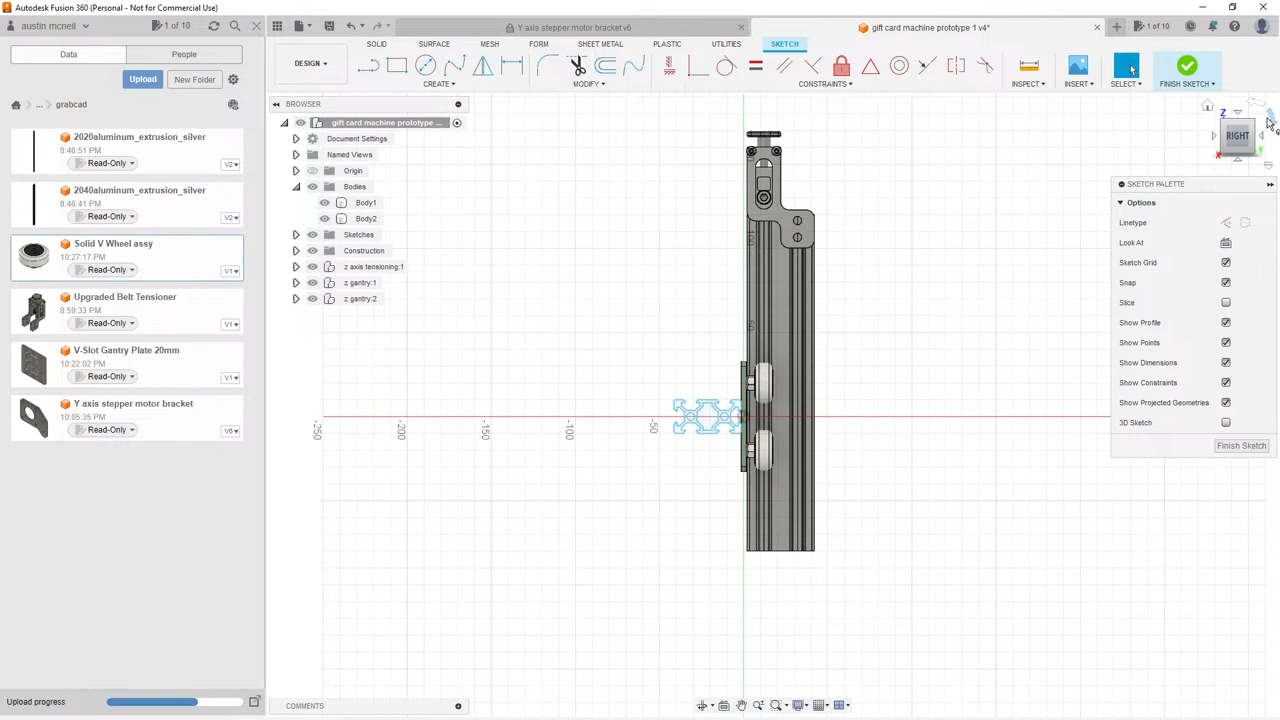 Autodesk Fusion 360 (Personal - Not for Commercial Use)
austin mcneil
1 of 10
Y axis stepper motor bracket v6
gift card machine prototype 1 v4*
1 of 10
Data
People
DESIGN
SOLID
SURFACE
MESH
FORM
SHEET METAL
PLASTIC
UTILITIES
SKETCH
Upload
New Folder
CREATE
MODIFY
CONSTRAINTS
INSPECT
INSERT
SELECT
FINISH SKETCH
... grabcad
2020aluminum_extrusion_silver
8:46:51 PM
Read-Only
V2
2040aluminum_extrusion_silver
8:46:41 PM
Read-Only
V2
Solid V Wheel assy
10:27:17 PM
Read-Only
V1
Upgraded Belt Tensioner
8:59:33 PM
Read-Only
V1
V-Slot Gantry Plate 20mm
10:22:02 PM
Read-Only
V1
Y axis stepper motor bracket
10:05:35 PM
Read-Only
V6
Upload progress
BROWSER
gift card machine prototype ...
Document Settings
Named Views
Origin
Bodies
Body1
Body2
Sketches
Construction
z axis tensioning:1
z gantry:1
z gantry:2
100
50
-250
-200
-150
-100
-50
Z
RIGHT
X
Y
SKETCH PALETTE
Options
Linetype
Look At
Sketch Grid
Snap
Slice
Show Profile
Show Points
Show Dimensions
Show Constraints
Show Projected Geometries
3D Sketch
Finish Sketch
COMMENTS